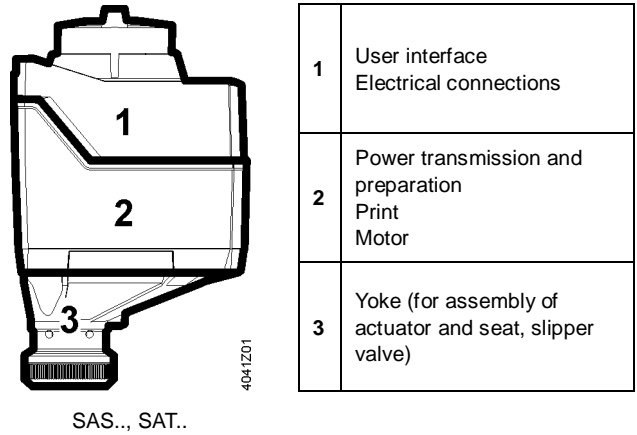 1
2
3
4041Z01
SAS.., SAT..
1
User interface
Electrical connections
2
Power transmission and
preparation
Print
Motor
3
Yoke (for assembly of
actuator and seat, slipper
valve)